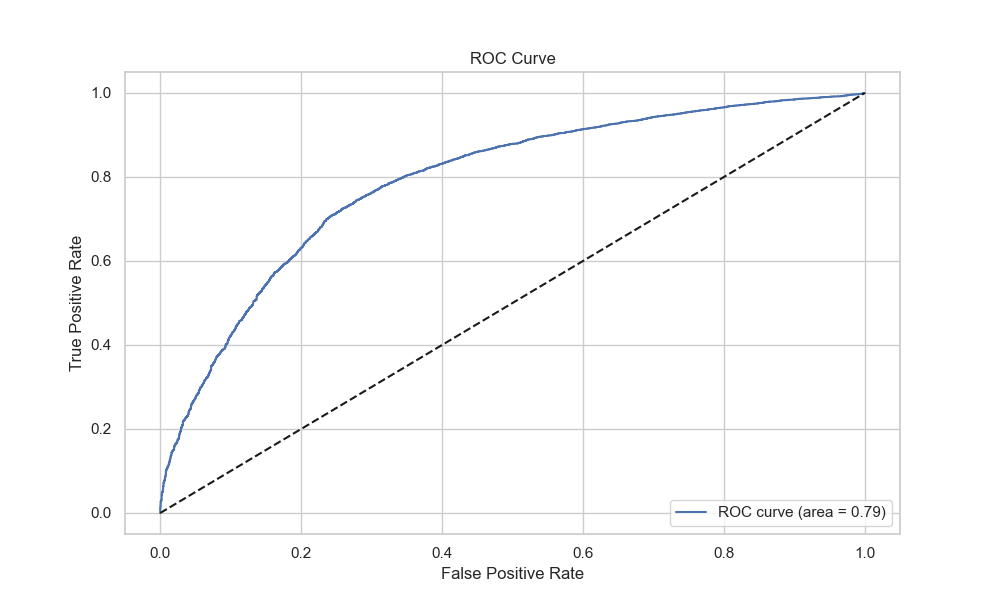 ROC Curve
1.0
0.8
0.6
0.4
0.2
0.0
True Positive Rate
ROC curve (area = 0.79)
0.0 0.2 0.4 0.6 0.8 1.0
False Positive Rate